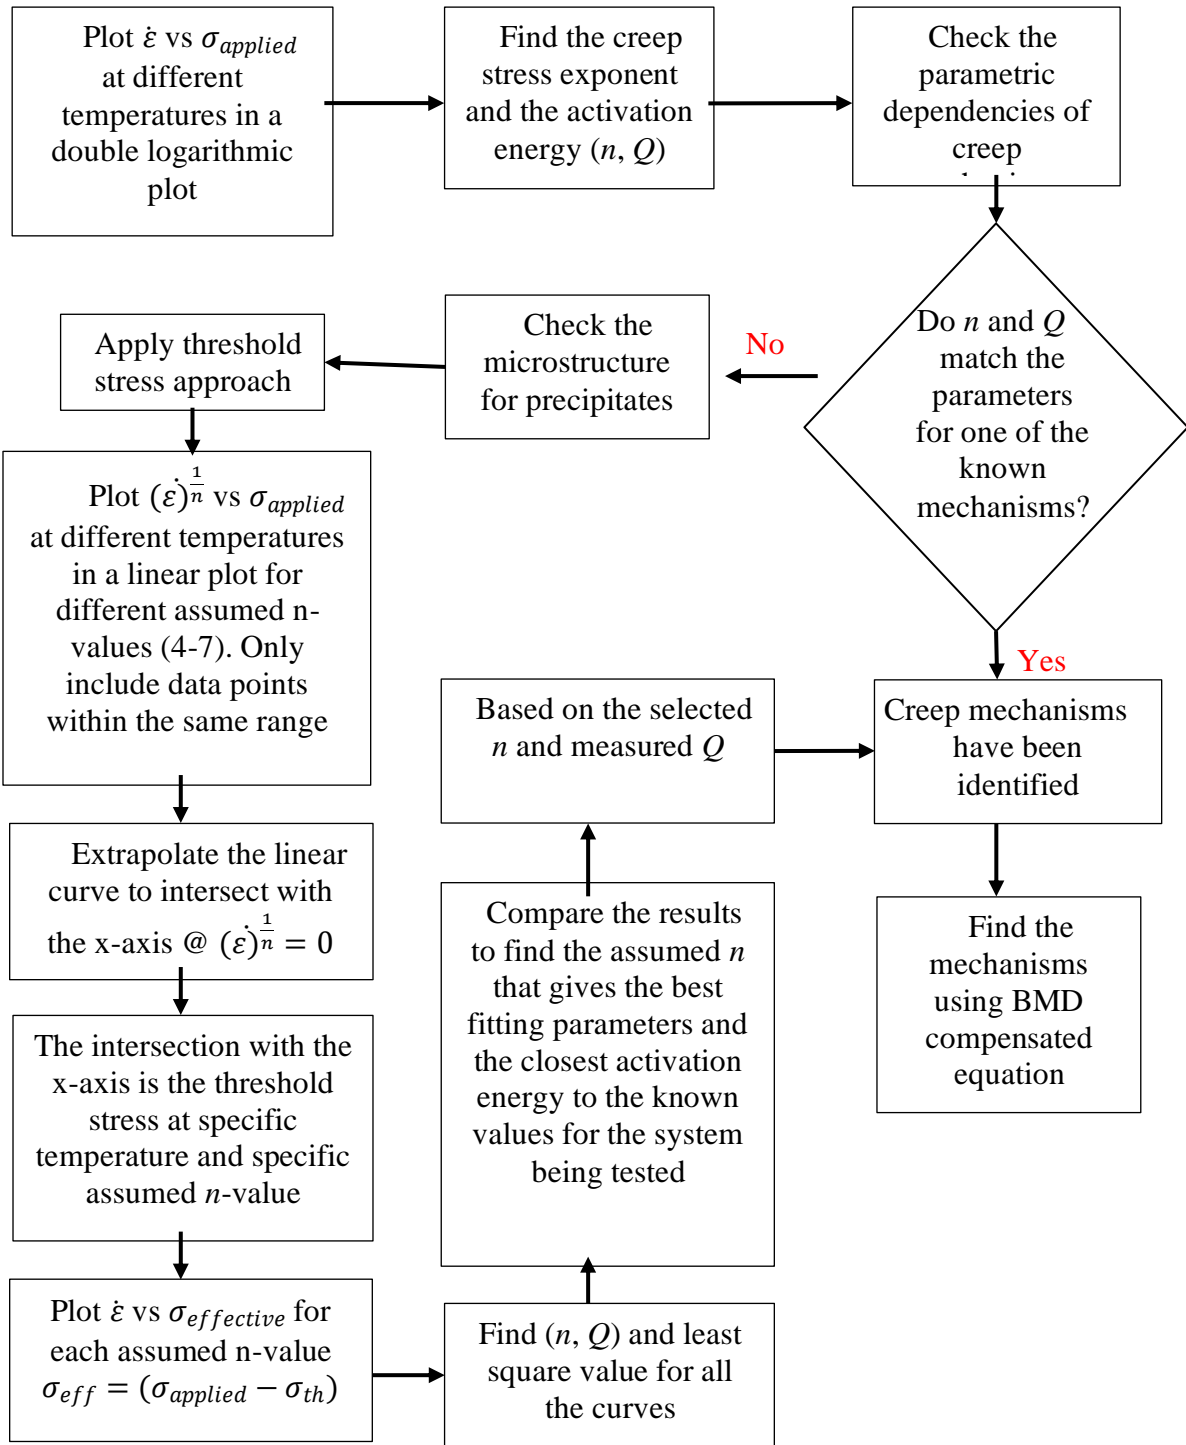 Plot ε̇ vs σ_applied
at different
temperatures in a
double logarithmic
plot
Find the creep
stress exponent
and the activation
energy (n, Q)
Check the
parametric
dependencies of
creep
Do n and Q
match the
parameters
for one of the
known
mechanisms?
No
Check the
microstructure
for precipitates
Apply threshold
stress approach
Plot (ε̇)^(1/n) vs σ_applied
at different temperatures
in a linear plot for
different assumed n-
values (4-7). Only
include data points
within the same range
Extrapolate the linear
curve to intersect with
the x-axis @ (ε̇)^(1/n) = 0
The intersection with the
x-axis is the threshold
stress at specific
temperature and specific
assumed n-value
Plot ε̇ vs σ_effective for
each assumed n-value
σ_eff = (σ_applied − σ_th)
Find (n, Q) and least
square value for all
the curves
Compare the results
to find the assumed n
that gives the best
fitting parameters and
the closest activation
energy to the known
values for the system
being tested
Based on the selected
n and measured Q
Yes
Creep mechanisms
have been
identified
Find the
mechanisms
using BMD
compensated
equation